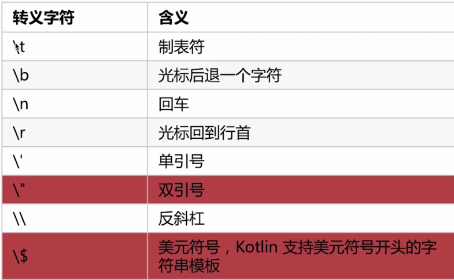 转义字符 含义
\t 制表符
\b 光标后退一个字符
\n 回车
\r 光标回到行首
\' 单引号
\" 双引号
\\ 反斜杠
\$ 美元符号，Kotlin 支持美元符号开头的字
符串模板